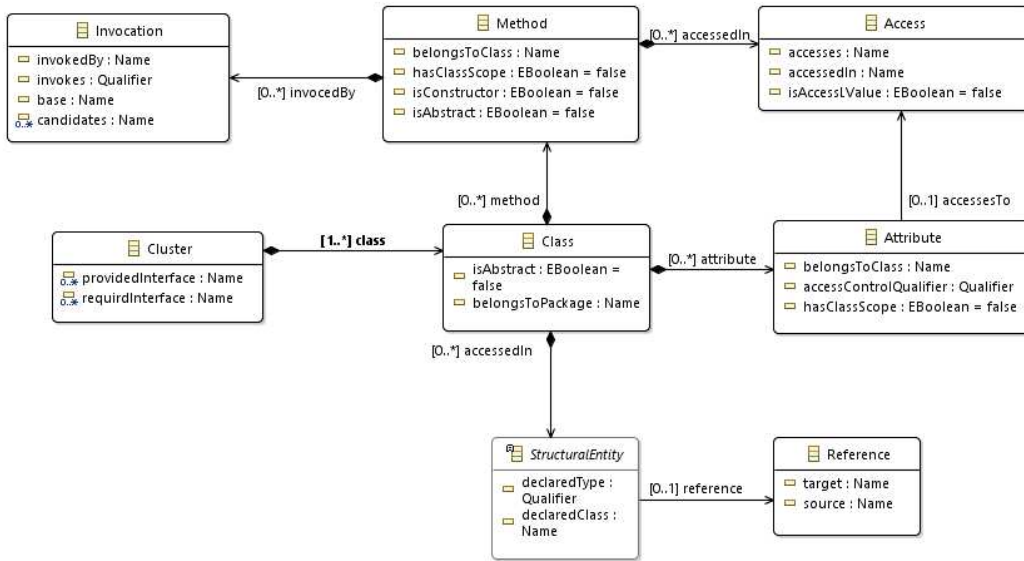 Invocation
invokedBy : Name
invokes : Qualifier
base : Name
candidates : Name
0..*
[0..*] invocedBy
Method
belongsToClass : Name
hasClassScope : EBoolean = false
isConstructor : EBoolean = false
isAbstract : EBoolean = false
[0..*] accessedIn
Access
accesses : Name
accessedIn : Name
isAccessLValue : EBoolean = false
[0..*] method
[0..1] accessesTo
Cluster
providedInterface : Name
0..*
requirdInterface : Name
0..*
[1..*] class
Class
isAbstract : EBoolean =
false
belongsToPackage : Name
[0..*] attribute
Attribute
belongsToClass : Name
accessControlQualifier : Qualifier
hasClassScope : EBoolean = false
[0..*] accessedIn
StructuralEntity
declaredType :
Qualifier
declaredClass :
Name
[0..1] reference
Reference
target : Name
source : Name